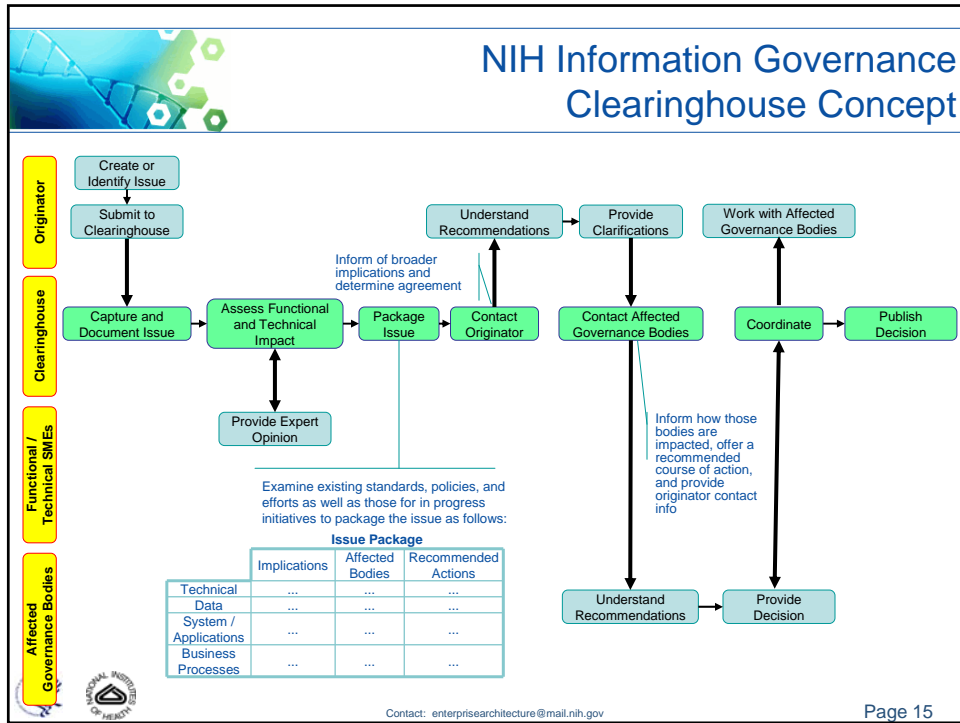 NIH Information Governance
Clearinghouse Concept
Originator
Create or
Identify Issue
Submit to
Clearinghouse
Understand
Recommendations
Provide
Clarifications
Work with Affected
Governance Bodies
Inform of broader
implications and
determine agreement
Clearinghouse
Capture and
Document Issue
Assess Functional
and Technical
Impact
Package
Issue
Contact
Originator
Contact Affected
Governance Bodies
Coordinate
Publish
Decision
Functional /
Technical SMEs
Provide Expert
Opinion
Inform how those
bodies are
impacted, offer a
recommended
course of action,
and provide
originator contact
info
Examine existing standards, policies, and
efforts as well as those for in progress
initiatives to package the issue as follows:
Issue Package
Implications
Affected
Bodies
Recommended
Actions
Technical ... ... ...
Data ... ... ...
System /
Applications ... ... ...
Business
Processes ... ... ...
Affected
Governance Bodies
Understand
Recommendations
Provide
Decision
NATIONAL INSTITUTES
OF HEALTH
Contact: enterprisearchitecture@mail.nih.gov
Page 15